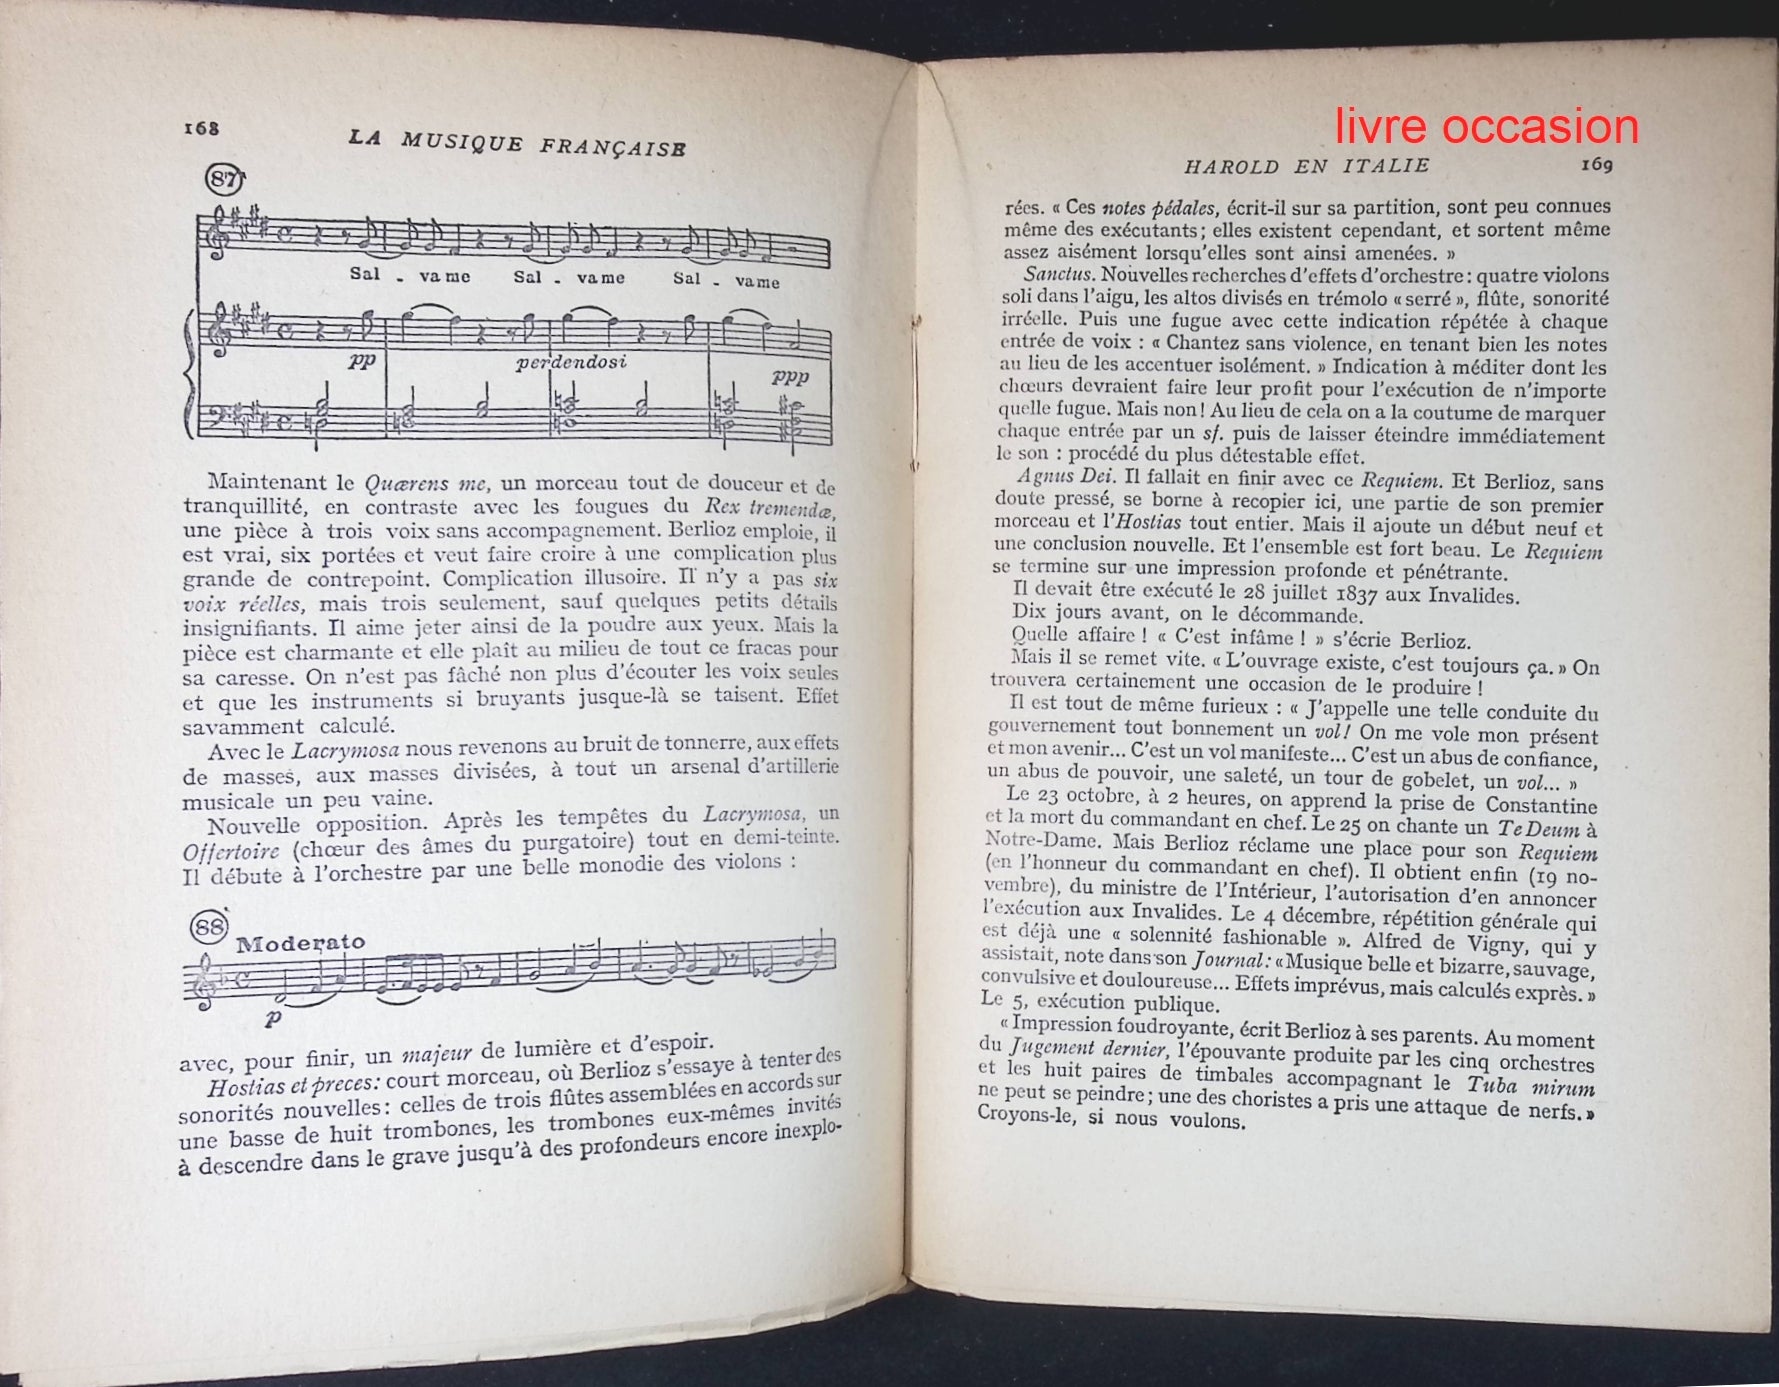 168
LA MUSIQUE FRANÇAISE
87
Sal - va me Sal - va me Sal - va me
pp perdendosi
ppp
Maintenant le Quærens me, un morceau tout de douceur et de
tranquillité, en contraste avec les fougues du Rex tremendæ,
une pièce à trois voix sans accompagnement. Berlioz emploie, il
est vrai, six portées et veut faire croire à une complication plus
grande de contrepoint. Complication illusoire. Il n'y a pas six
voix réelles, mais trois seulement, sauf quelques petits détails
insignifiants. Il aime jeter ainsi de la poudre aux yeux. Mais la
pièce est charmante et elle plaît au milieu de tout ce fracas pour
sa caresse. On n'est pas fâché non plus d'écouter les voix seules
et que les instruments si bruyants jusque-là se taisent. Effet
savamment calculé.
Avec le Lacrymosa nous revenons au bruit de tonnerre, aux effets
de masses, aux masses divisées, à tout un arsenal d'artillerie
musicale un peu vaine.
Nouvelle opposition. Après les tempêtes du Lacrymosa, un
Offertoire (chœur des âmes du purgatoire) tout en demi-teinte.
Il débute à l'orchestre par une belle monodie des violons :
88
Moderato
p
avec, pour finir, un majeur de lumière et d'espoir.
Hostias et preces: court morceau, où Berlioz s'essaye à tenter des
sonorités nouvelles: celles de trois flûtes assemblées en accords sur
une basse de huit trombones, les trombones eux-mêmes invités
à descendre dans le grave jusqu'à des profondeurs encore inexplo-
livre occasion
HAROLD EN ITALIE 169
rées. « Ces notes pédales, écrit-il sur sa partition, sont peu connues
même des exécutants; elles existent cependant, et sortent même
assez aisément lorsqu'elles sont ainsi amenées. »
Sanctus. Nouvelles recherches d'effets d'orchestre: quatre violons
soli dans l'aigu, les altos divisés en trémolo « serré », flûte, sonorité
irréelle. Puis une fugue avec cette indication répétée à chaque
entrée de voix : « Chantez sans violence, en tenant bien les notes
au lieu de les accentuer isolément. » Indication à méditer dont les
chœurs devraient faire leur profit pour l'exécution de n'importe
quelle fugue. Mais non! Au lieu de cela on a la coutume de marquer
chaque entrée par un sf. puis de laisser éteindre immédiatement
le son : procédé du plus détestable effet.
Agnus Dei. Il fallait en finir avec ce Requiem. Et Berlioz, sans
doute pressé, se borne à recopier ici, une partie de son premier
morceau et l'Hostias tout entier. Mais il ajoute un début neuf et
une conclusion nouvelle. Et l'ensemble est fort beau. Le Requiem
se termine sur une impression profonde et pénétrante.
Il devait être exécuté le 28 juillet 1837 aux Invalides.
Dix jours avant, on le décommande.
Quelle affaire ! « C'est infâme ! » s'écrie Berlioz.
Mais il se remet vite. « L'ouvrage existe, c'est toujours ça. » On
trouvera certainement une occasion de le produire !
Il est tout de même furieux : « J'appelle une telle conduite du
gouvernement tout bonnement un vol! On me vole mon présent
et mon avenir... C'est un vol manifeste... C'est un abus de confiance,
un abus de pouvoir, une saleté, un tour de gobelet, un vol... »
Le 23 octobre, à 2 heures, on apprend la prise de Constantine
et la mort du commandant en chef. Le 25 on chante un Te Deum à
Notre-Dame. Mais Berlioz réclame une place pour son Requiem
(en l'honneur du commandant en chef). Il obtient enfin (19 no-
vembre), du ministre de l'Intérieur, l'autorisation d'en annoncer
l'exécution aux Invalides. Le 4 décembre, répétition générale qui
est déjà une « solennité fashionable ». Alfred de Vigny, qui y
assistait, note dans son Journal: « Musique belle et bizarre, sauvage,
convulsive et douloureuse... Effets imprévus, mais calculés exprès. »
Le 5, exécution publique.
« Impression foudroyante, écrit Berlioz à ses parents. Au moment
du Jugement dernier, l'épouvante produite par les cinq orchestres
et les huit paires de timbales accompagnant le Tuba mirum
ne peut se peindre; une des choristes a pris une attaque de nerfs. »
Croyons-le, si nous voulons.